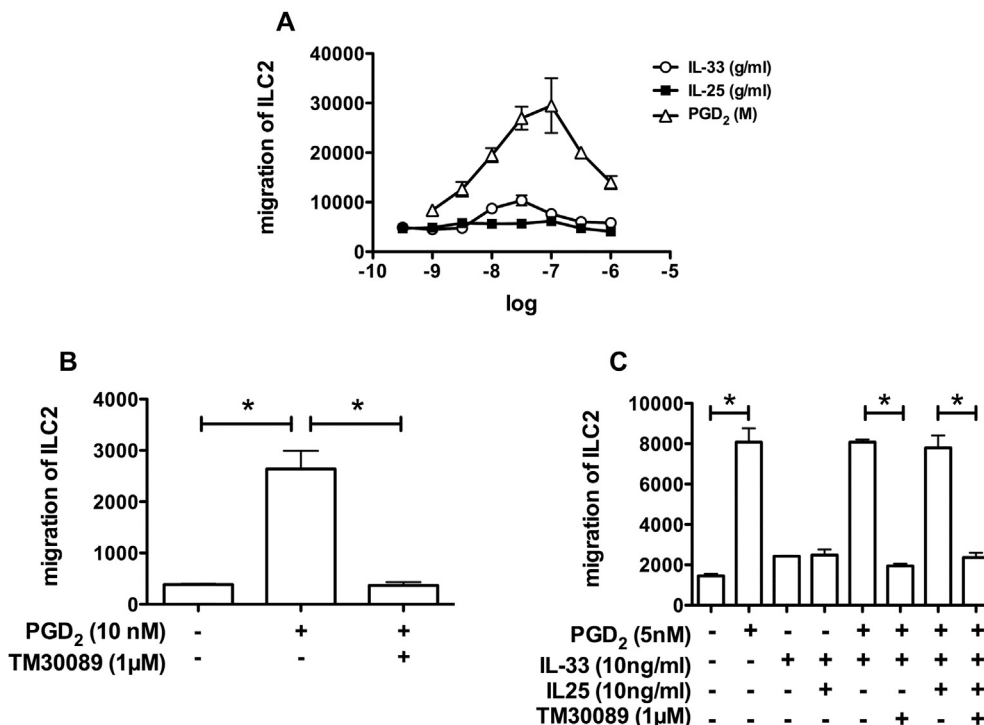 A
40000
30000
20000
10000
0
migration of ILC2
-10 -9 -8 -7 -6 -5
log
IL-33 (g/ml)
IL-25 (g/ml)
PGD2 (M)
B
4000
3000
2000
1000
0
migration of ILC2
* *
PGD2 (10 nM) - + +
TM30089 (1µM) - - +
C
10000
8000
6000
4000
2000
0
migration of ILC2
* * *
PGD2 (5nM) - + - - + + + +
IL-33 (10ng/ml) - - + + + + + +
IL25 (10ng/ml) - - - + - - + +
TM30089 (1µM) - - - - - + - +